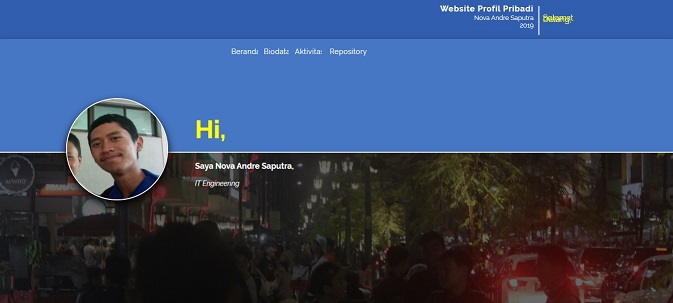 Website Profil Pribadi
Nova Andre Saputra
2019
Selamat
Datang,
Beranda Biodata Aktivitas Repository
Hi,
Saya Nova Andre Saputra,
IT Engineering